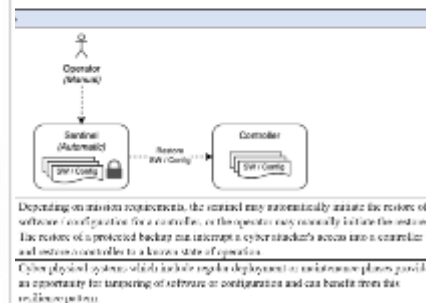 Operator
(Manual)
Sentinel
(Automatic)
SW / Config
Restore
SW / Config
Controller
SW / Config
Depending on mission requirements, the sentinel may automatically initiate the restore of
software / configuration for a controller, or the operator may manually initiate the restore
The restore of a protected backup can interrupt a cyber attacker's access into a controller
and restore a controller to a known state of operation.
Cyber physical systems which include regular deployment or maintenance phases provid
an opportunity for tampering of software or configuration and can benefit from this
resilience pattern.